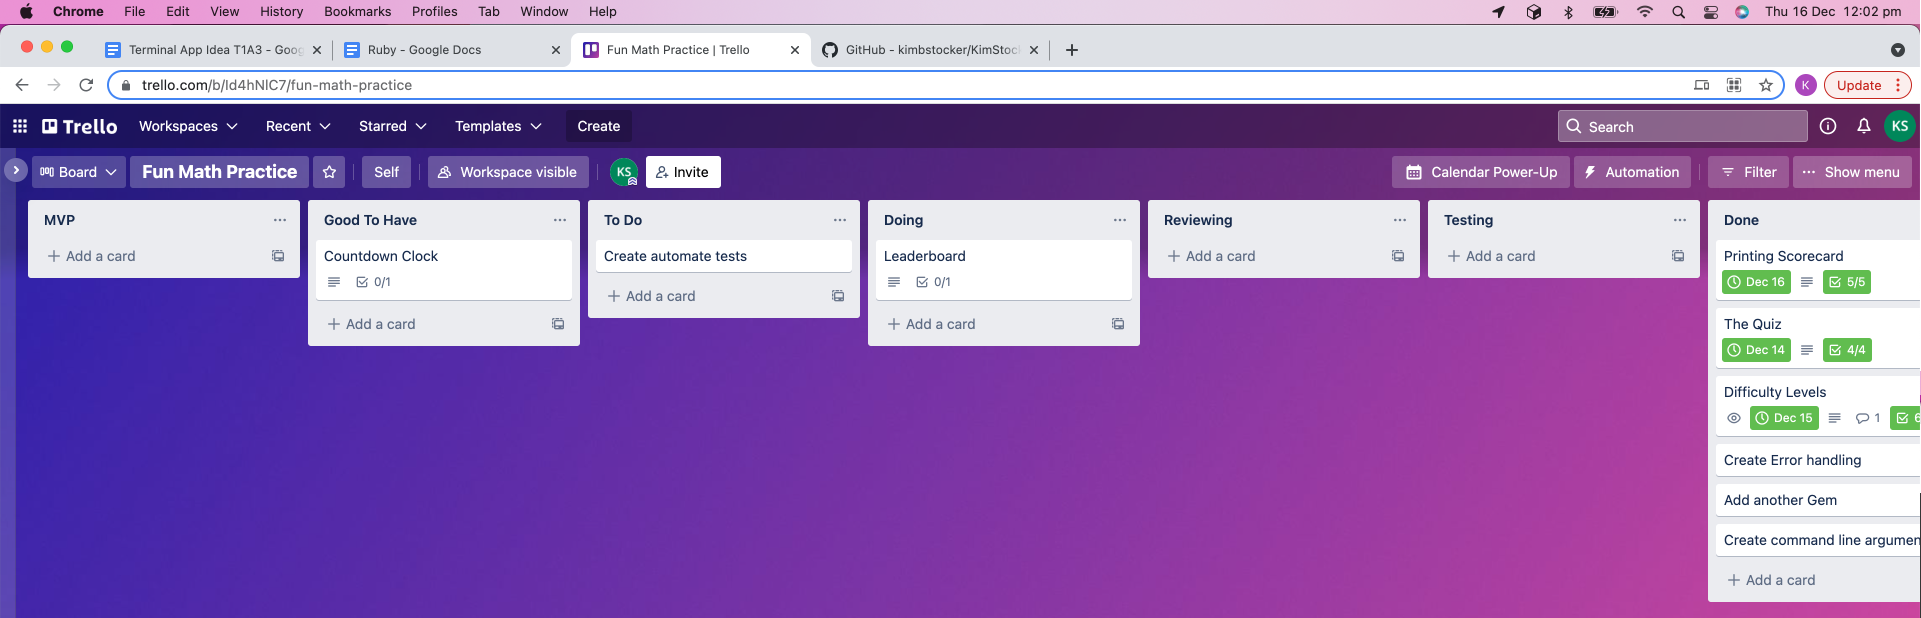 Chrome File Edit View History Bookmarks Profiles Tab Window Help Thu 16 Dec 12:02 pm
Terminal App Idea T1A3 - Goog Ruby - Google Docs Fun Math Practice | Trello GitHub - kimbstocker/KimStoc
trello.com/b/Id4hNlC7/fun-math-practice K Update
Trello Workspaces Recent Starred Templates Create Search KS
Board Fun Math Practice Self Workspace visible KS Invite Calendar Power-Up Automation Filter Show menu
MVP
Add a card
Good To Have
Countdown Clock
0/1
Add a card
To Do
Create automate tests
Add a card
Doing
Leaderboard
0/1
Add a card
Reviewing
Add a card
Testing
Add a card
Done
Printing Scorecard
Dec 16 5/5
The Quiz
Dec 14 4/4
Difficulty Levels
Dec 15 1 6
Create Error handling
Add another Gem
Create command line argumen
Add a card